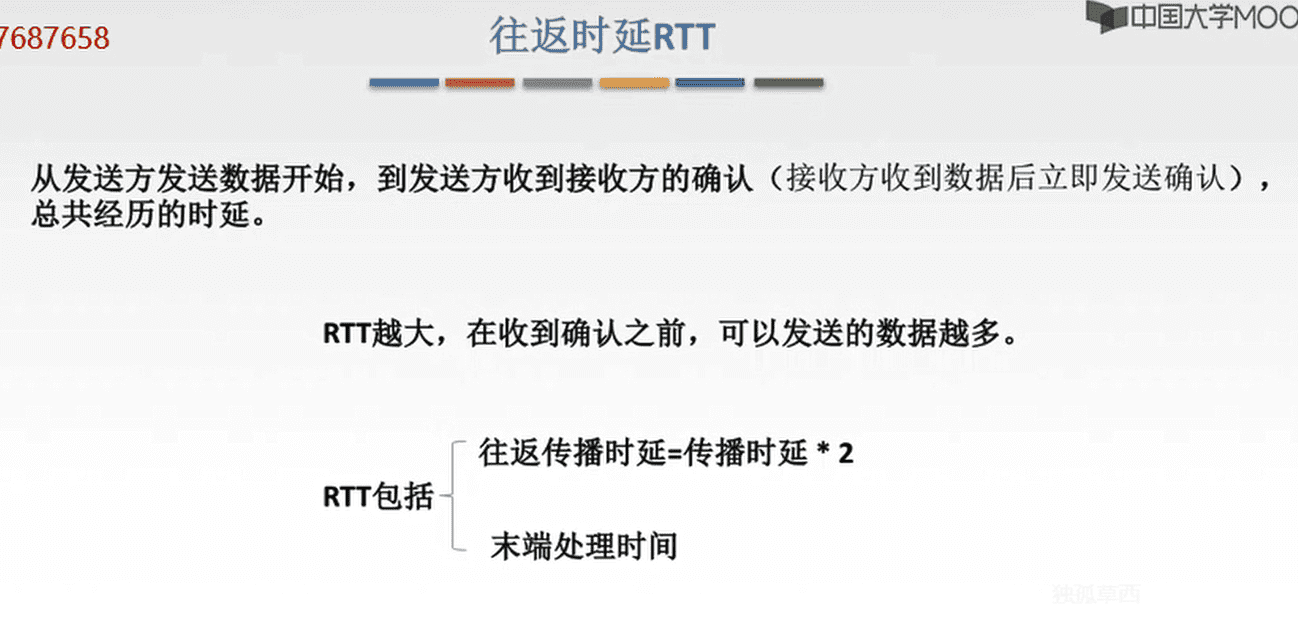 7687658
往返时延RTT
中国大学MOO
从发送方发送数据开始，到发送方收到接收方的确认（接收方收到数据后立即发送确认），
总共经历的时延。
RTT越大，在收到确认之前，可以发送的数据越多。
往返传播时延=传播时延 * 2
RTT包括
末端处理时间
独孤草西